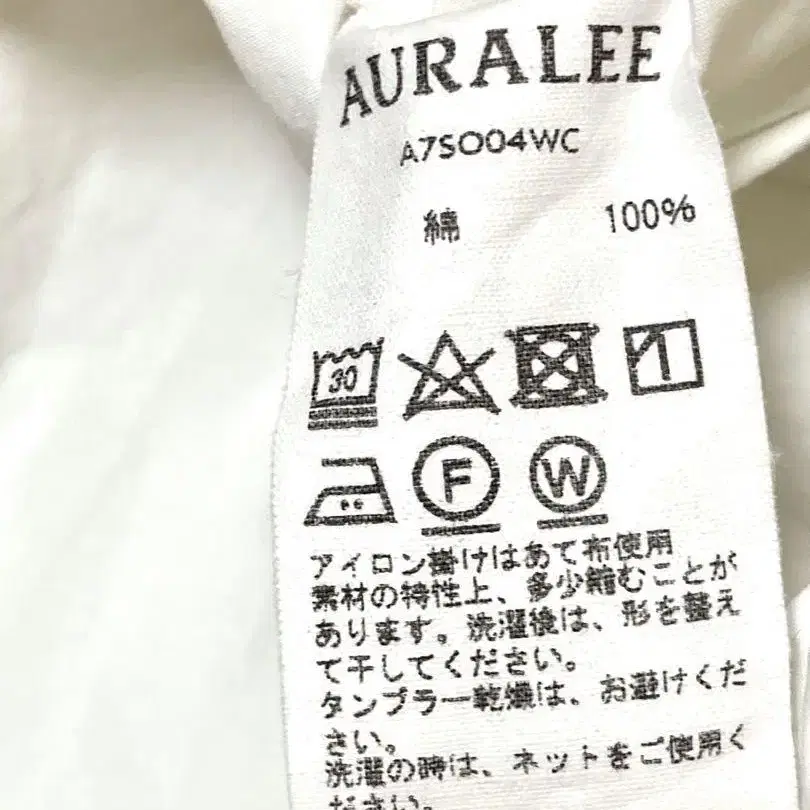 AURALEE
A7SO04WC
綿 100%
30
F W
アイロン掛けはあて布使用
素材の特性上、多少縮むことが
あります。洗濯後は、形を整え
て干してください。
タンブラー乾燥は、お避けくだ
さい。
洗濯の時は、ネットをご使用く
ださい。